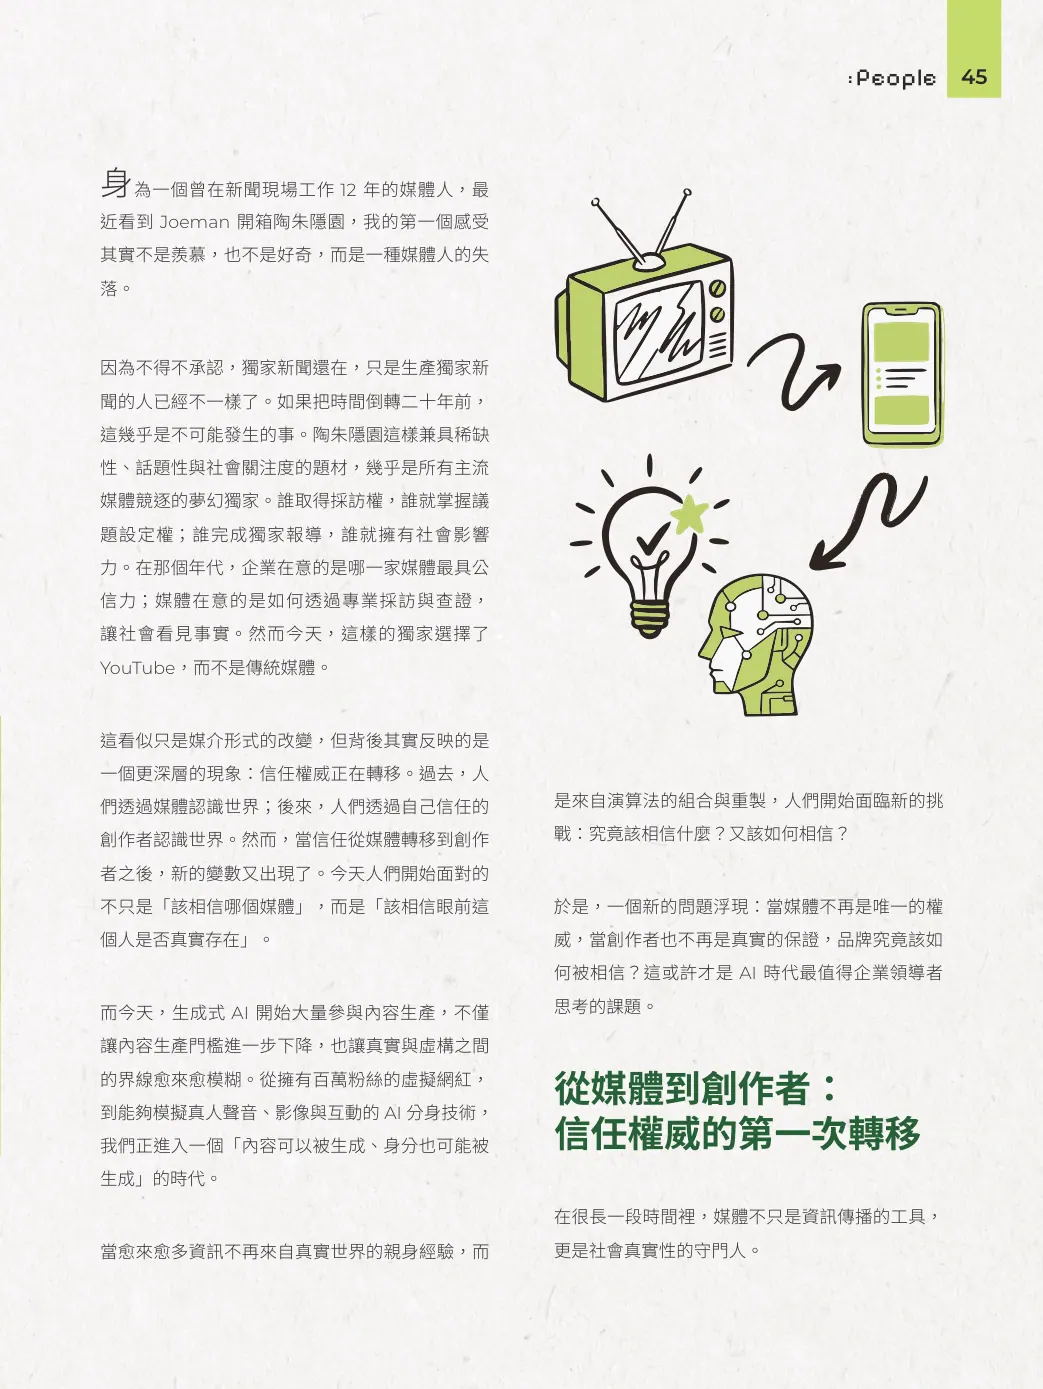 :People
45
身為一個曾在新聞現場工作 12 年的媒體人，最
近看到 Joeman 開箱陶朱隱園，我的第一個感受
其實不是羨慕，也不是好奇，而是一種媒體人的失
落。
因為不得不承認，獨家新聞還在，只是生產獨家新
聞的人已經不一樣了。如果把時間倒轉二十年前，
這幾乎是不可能發生的事。陶朱隱園這樣兼具稀缺
性、話題性與社會關注度的題材，幾乎是所有主流
媒體競逐的夢幻獨家。誰取得採訪權，誰就掌握議
題設定權；誰完成獨家報導，誰就擁有社會影響
力。在那個年代，企業在意的是哪一家媒體最具公
信力；媒體在意的是如何透過專業採訪與查證，
讓社會看見事實。然而今天，這樣的獨家選擇了
YouTube，而不是傳統媒體。
這看似只是媒介形式的改變，但背後其實反映的是
一個更深層的現象：信任權威正在轉移。過去，人
們透過媒體認識世界；後來，人們透過自己信任的
創作者認識世界。然而，當信任從媒體轉移到創作
者之後，新的變數又出現了。今天人們開始面對的
不只是「該相信哪個媒體」，而是「該相信眼前這
個人是否真實存在」。
而今天，生成式 AI 開始大量參與內容生產，不僅
讓內容生產門檻進一步下降，也讓真實與虛構之間
的界線愈來愈模糊。從擁有百萬粉絲的虛擬網紅，
到能夠模擬真人聲音、影像與互動的 AI 分身技術，
我們正進入一個「內容可以被生成、身分也可能被
生成」的時代。
當愈來愈多資訊不再來自真實世界的親身經驗，而
是來自演算法的組合與重製，人們開始面臨新的挑
戰：究竟該相信什麼？又該如何相信？
於是，一個新的問題浮現：當媒體不再是唯一的權
威，當創作者也不再是真實的保證，品牌究竟該如
何被相信？這或許才是 AI 時代最值得企業領導者
思考的課題。
從媒體到創作者：
信任權威的第一次轉移
在很長一段時間裡，媒體不只是資訊傳播的工具，
更是社會真實性的守門人。